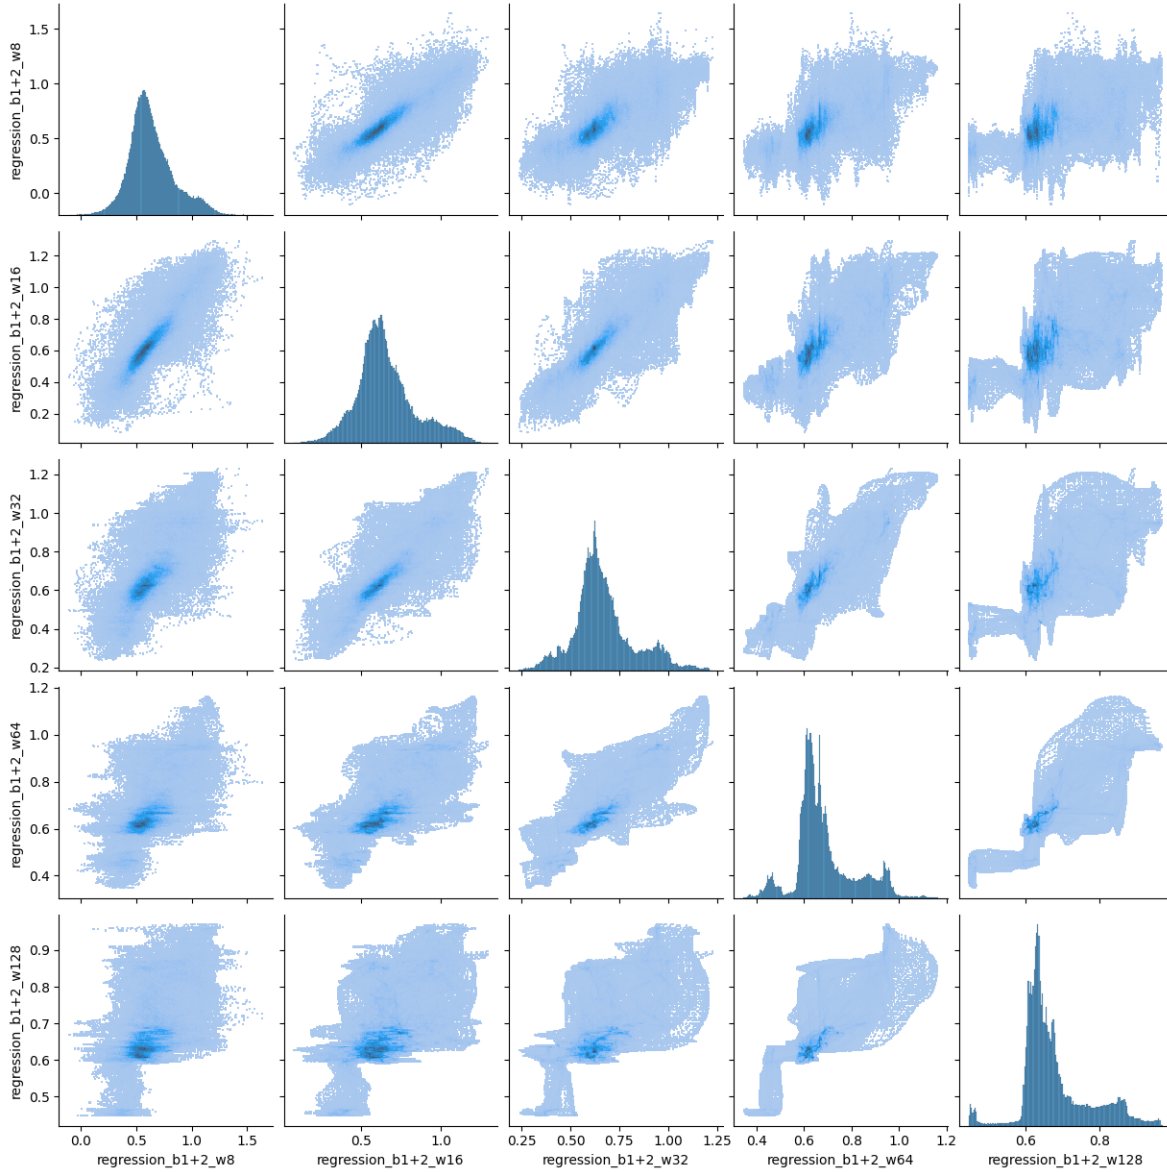 regression_b1+2_w8
1.5
1.0
0.5
0.0
regression_b1+2_w16
1.2
1.0
0.8
0.6
0.4
0.2
regression_b1+2_w32
1.2
1.0
0.8
0.6
0.4
0.2
regression_b1+2_w64
1.2
1.0
0.8
0.6
0.4
regression_b1+2_w128
0.9
0.8
0.7
0.6
0.5
0.0 0.5 1.0 1.5
regression_b1+2_w8
0.5 1.0
regression_b1+2_w16
0.25 0.50 0.75 1.00 1.25
regression_b1+2_w32
0.4 0.6 0.8 1.0 1.2
regression_b1+2_w64
0.6 0.8
regression_b1+2_w128